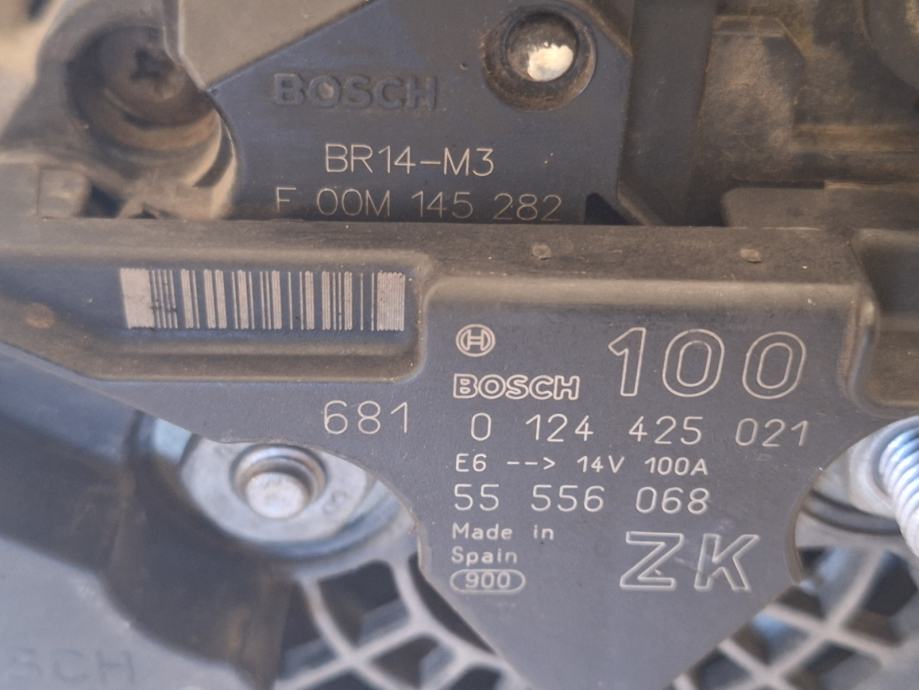 BOSCH
BR14-M3
F 00M 145 282
BOSCH 100
681 0 124 425 021
E6 --> 14V 100A
55 556 068
Made in
Spain
900
ZK